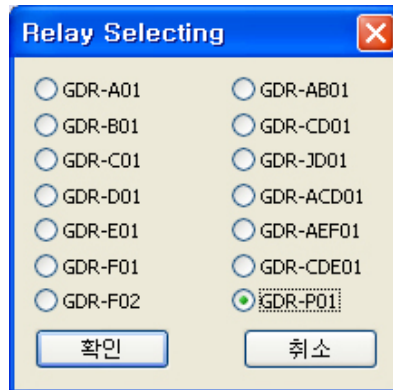 Relay Selecting
GDR-A01 GDR-AB01
GDR-B01 GDR-CD01
GDR-C01 GDR-JD01
GDR-D01 GDR-ACD01
GDR-E01 GDR-AEF01
GDR-F01 GDR-CDE01
GDR-F02 GDR-P01
확인 취소